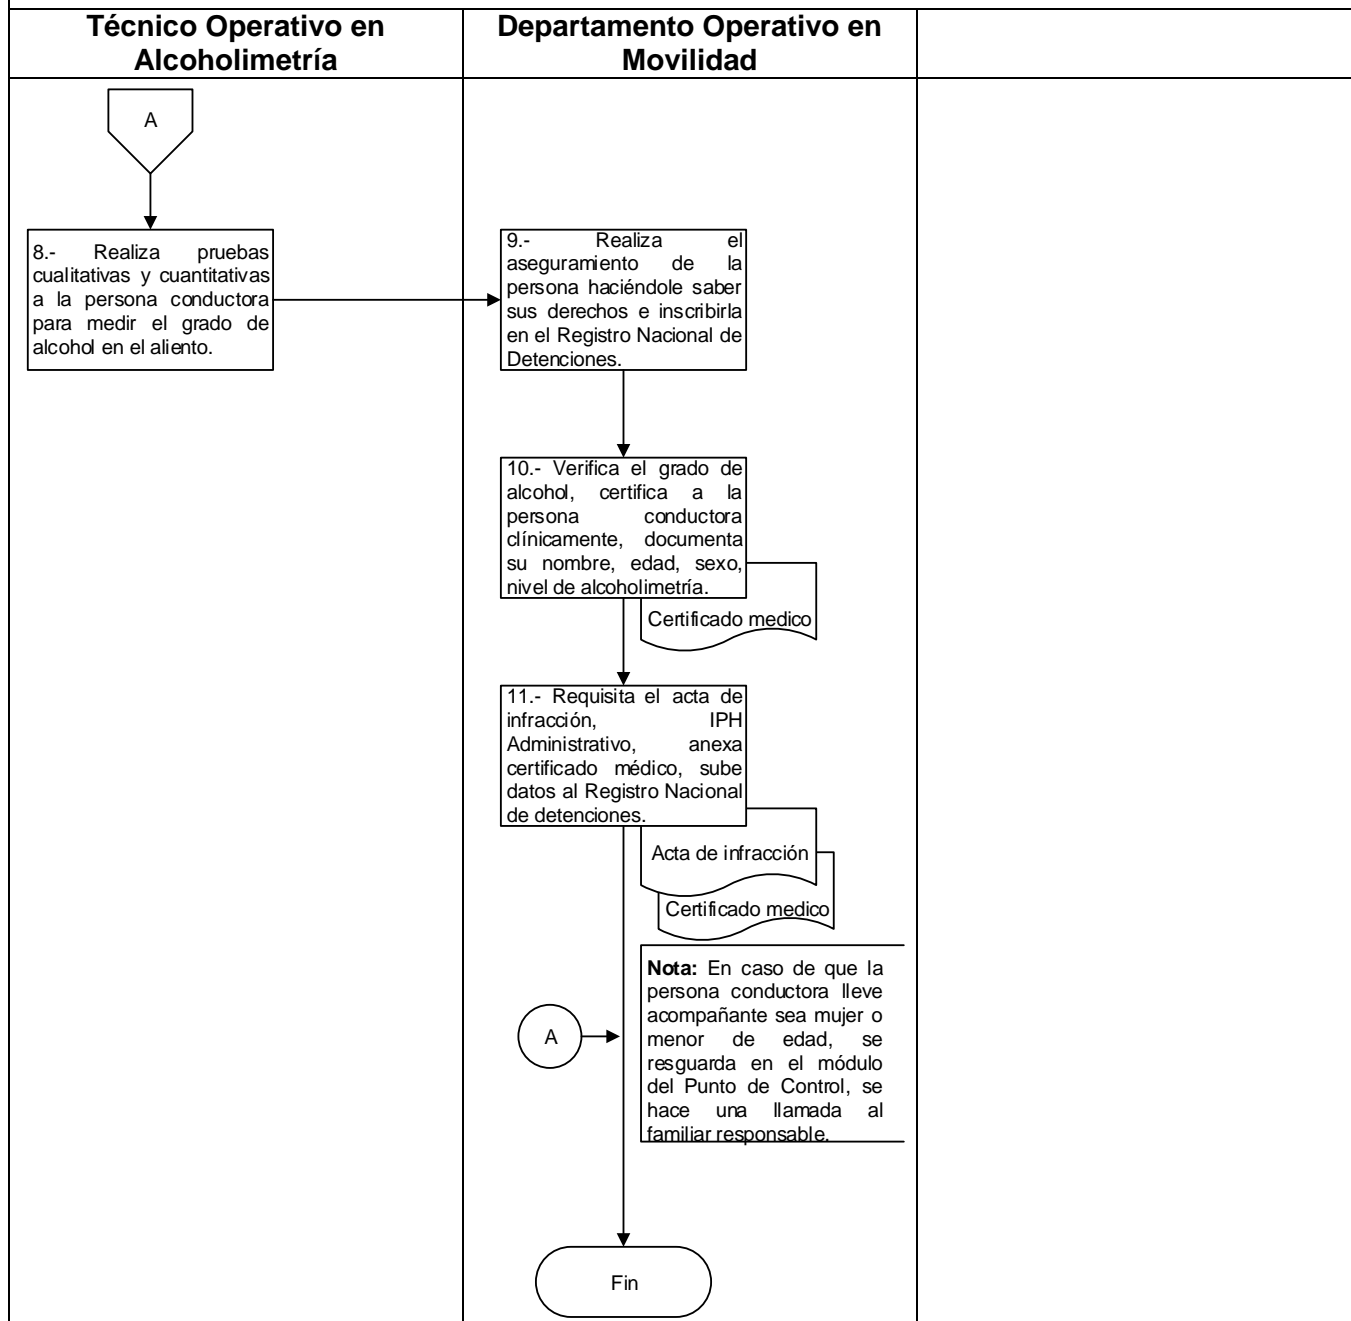 Técnico Operativo en
Alcoholimetría
Departamento Operativo en
Movilidad
A
8.- Realiza pruebas
cualitativas y cuantitativas
a la persona conductora
para medir el grado de
alcohol en el aliento.
9.- Realiza el
aseguramiento de la
persona haciéndole saber
sus derechos e inscribirla
en el Registro Nacional de
Detenciones.
10.- Verifica el grado de
alcohol, certifica a la
persona conductora
clínicamente, documenta
su nombre, edad, sexo,
nivel de alcoholimetría.
Certificado medico
11.- Requisita el acta de
infracción, IPH
Administrativo, anexa
certificado médico, sube
datos al Registro Nacional
de detenciones.
Acta de infracción
Certificado medico
Nota: En caso de que la
persona conductora lleve
acompañante sea mujer o
menor de edad, se
resguarda en el módulo
del Punto de Control, se
hace una llamada al
familiar responsable.
A
Fin